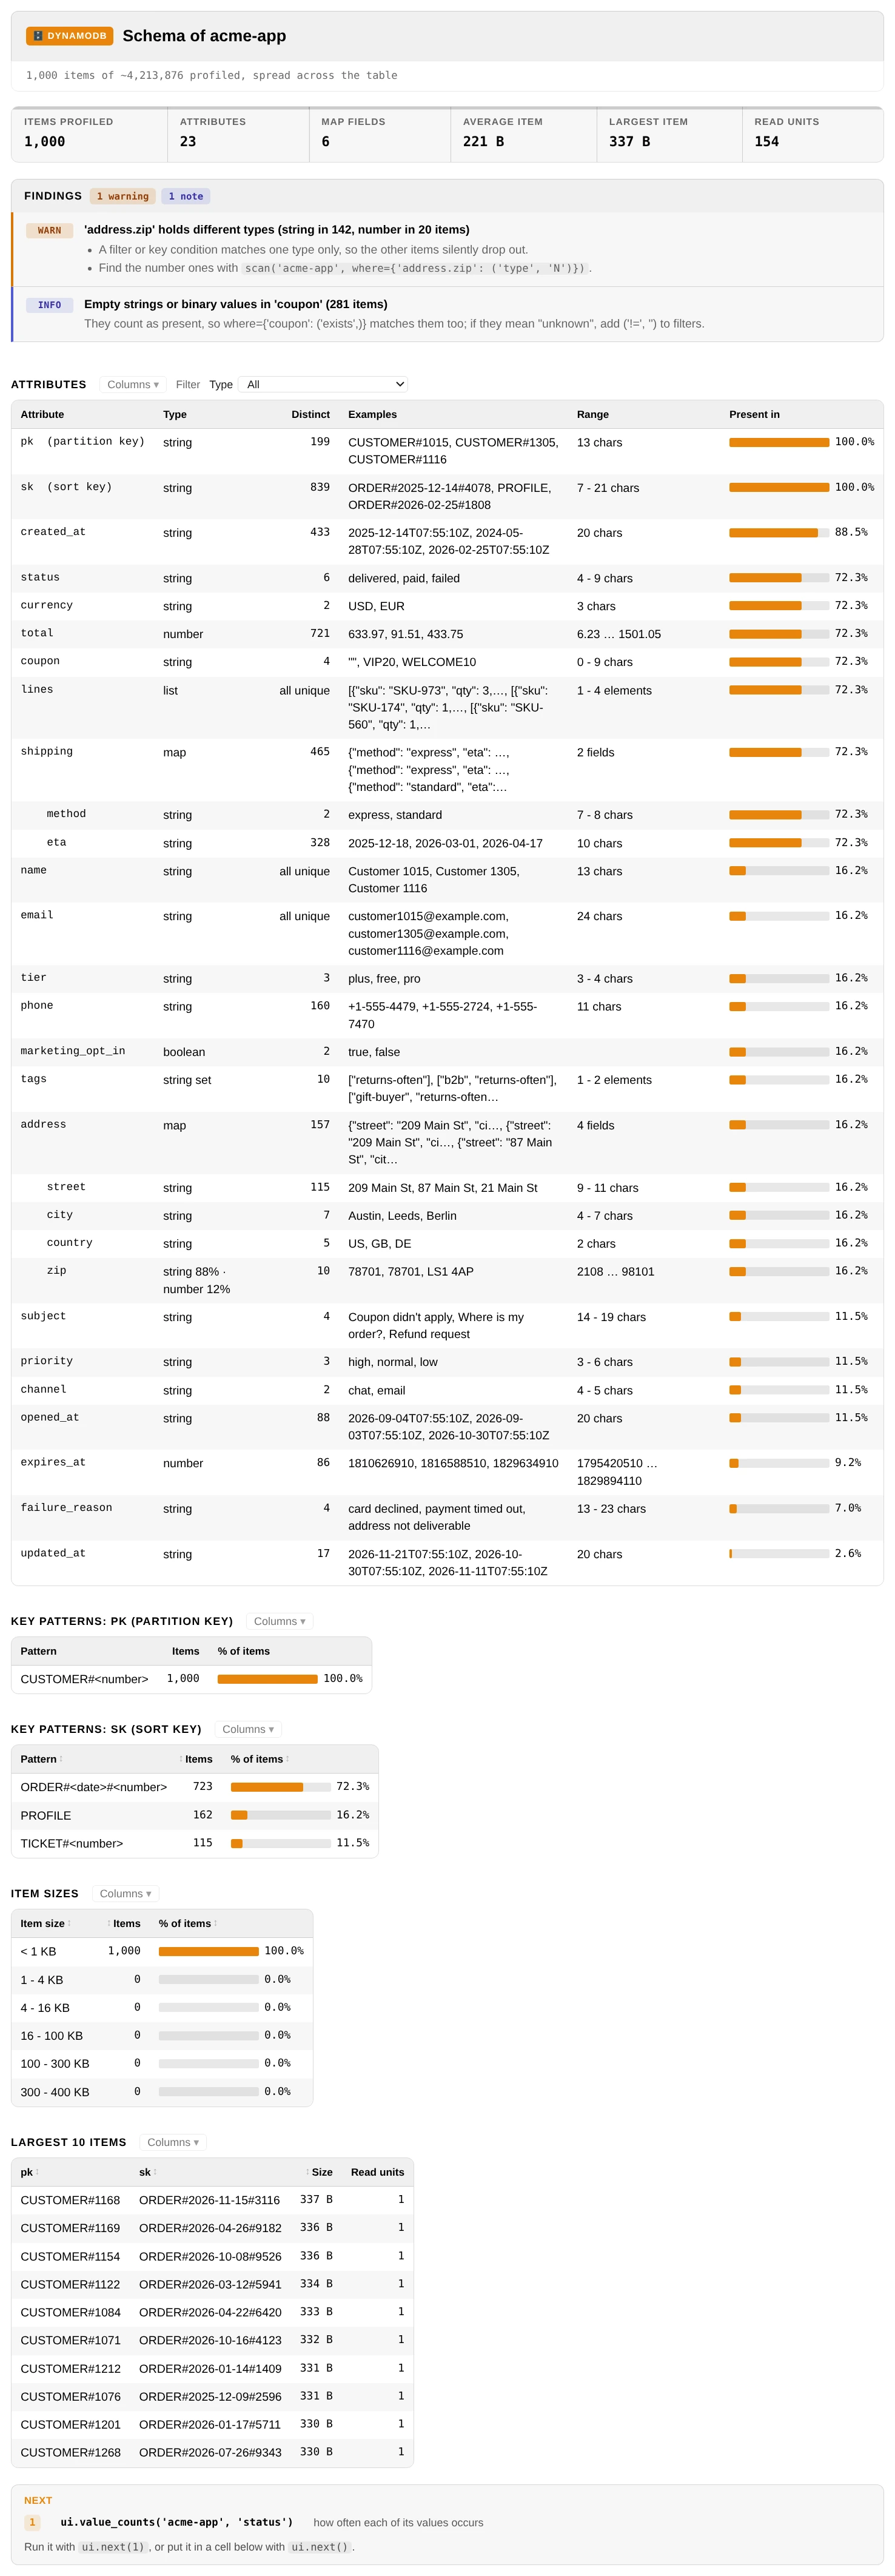 DYNAMODB Schema of acme-app
1,000 items of ~4,213,876 profiled, spread across the table
ITEMS PROFILED ATTRIBUTES MAP FIELDS AVERAGE ITEM LARGEST ITEM READ UNITS
1,000 23 6 221 B 337 B 154
FINDINGS 1 warning 1 note
WARN 'address.zip' holds different types (string in 142, number in 20 items)
• A filter or key condition matches one type only, so the other items silently drop out.
• Find the number ones with scan('acme-app', where={'address.zip': ('type', 'N')}).
INFO Empty strings or binary values in 'coupon' (281 items)
They count as present, so where={'coupon': ('exists',)} matches them too; if they mean "unknown", add ('!=', '') to filters.
ATTRIBUTES Columns ▾ Filter Type All
Attribute Type Distinct Examples Range Present in
pk (partition key) string 199 CUSTOMER#1015, CUSTOMER#1305, 13 chars 100.0%
CUSTOMER#1116
sk (sort key) string 839 ORDER#2025-12-14#4078, PROFILE, 7 - 21 chars 100.0%
ORDER#2026-02-25#1808
created_at string 433 2025-12-14T07:55:10Z, 2024-05- 20 chars 88.5%
28T07:55:10Z, 2026-02-25T07:55:10Z
status string 6 delivered, paid, failed 4 - 9 chars 72.3%
currency string 2 USD, EUR 3 chars 72.3%
total number 721 633.97, 91.51, 433.75 6.23 … 1501.05 72.3%
coupon string 4 "", VIP20, WELCOME10 0 - 9 chars 72.3%
lines list all unique [{"sku": "SKU-973", "qty": 3,…, [{"sku": 1 - 4 elements 72.3%
"SKU-174", "qty": 1,…, [{"sku": "SKU-
560", "qty": 1,…
shipping map 465 {"method": "express", "eta": …, 2 fields 72.3%
{"method": "express", "eta": …,
{"method": "standard", "eta":…
method string 2 express, standard 7 - 8 chars 72.3%
eta string 328 2025-12-18, 2026-03-01, 2026-04-17 10 chars 72.3%
name string all unique Customer 1015, Customer 1305, 13 chars 16.2%
Customer 1116
email string all unique customer1015@example.com, 24 chars 16.2%
customer1305@example.com,
customer1116@example.com
tier string 3 plus, free, pro 3 - 4 chars 16.2%
phone string 160 +1-555-4479, +1-555-2724, +1-555- 11 chars 16.2%
7470
marketing_opt_in boolean 2 true, false 16.2%
tags string set 10 ["returns-often"], ["b2b", "returns-often"], 1 - 2 elements 16.2%
["gift-buyer", "returns-often…
address map 157 {"street": "209 Main St", "ci…, {"street": 4 fields 16.2%
"209 Main St", "ci…, {"street": "87 Main
St", "cit…
street string 115 209 Main St, 87 Main St, 21 Main St 9 - 11 chars 16.2%
city string 7 Austin, Leeds, Berlin 4 - 7 chars 16.2%
country string 5 US, GB, DE 2 chars 16.2%
zip string 88% · 10 78701, 78701, LS1 4AP 2108 … 98101 16.2%
number 12%
subject string 4 Coupon didn't apply, Where is my 14 - 19 chars 11.5%
order?, Refund request
priority string 3 high, normal, low 3 - 6 chars 11.5%
channel string 2 chat, email 4 - 5 chars 11.5%
opened_at string 88 2026-09-04T07:55:10Z, 2026-09- 20 chars 11.5%
03T07:55:10Z, 2026-10-30T07:55:10Z
expires_at number 86 1810626910, 1816588510, 1829634910 1795420510 … 9.2%
1829894110
failure_reason string 4 card declined, payment timed out, 13 - 23 chars 7.0%
address not deliverable
updated_at string 17 2026-11-21T07:55:10Z, 2026-10- 20 chars 2.6%
30T07:55:10Z, 2026-11-11T07:55:10Z
KEY PATTERNS: PK (PARTITION KEY) Columns ▾
Pattern Items % of items
CUSTOMER#<number> 1,000 100.0%
KEY PATTERNS: SK (SORT KEY) Columns ▾
Pattern Items % of items
ORDER#<date>#<number> 723 72.3%
PROFILE 162 16.2%
TICKET#<number> 115 11.5%
ITEM SIZES Columns ▾
Item size Items % of items
< 1 KB 1,000 100.0%
1 - 4 KB 0 0.0%
4 - 16 KB 0 0.0%
16 - 100 KB 0 0.0%
100 - 300 KB 0 0.0%
300 - 400 KB 0 0.0%
LARGEST 10 ITEMS Columns ▾
pk sk Size Read units
CUSTOMER#1168 ORDER#2026-11-15#3116 337 B 1
CUSTOMER#1169 ORDER#2026-04-26#9182 336 B 1
CUSTOMER#1154 ORDER#2026-10-08#9526 336 B 1
CUSTOMER#1122 ORDER#2026-03-12#5941 334 B 1
CUSTOMER#1084 ORDER#2026-04-22#6420 333 B 1
CUSTOMER#1071 ORDER#2026-10-16#4123 332 B 1
CUSTOMER#1212 ORDER#2026-01-14#1409 331 B 1
CUSTOMER#1076 ORDER#2025-12-09#2596 331 B 1
CUSTOMER#1201 ORDER#2026-01-17#5711 330 B 1
CUSTOMER#1268 ORDER#2026-07-26#9343 330 B 1
NEXT
1 ui.value_counts('acme-app', 'status') how often each of its values occurs
Run it with ui.next(1), or put it in a cell below with ui.next().